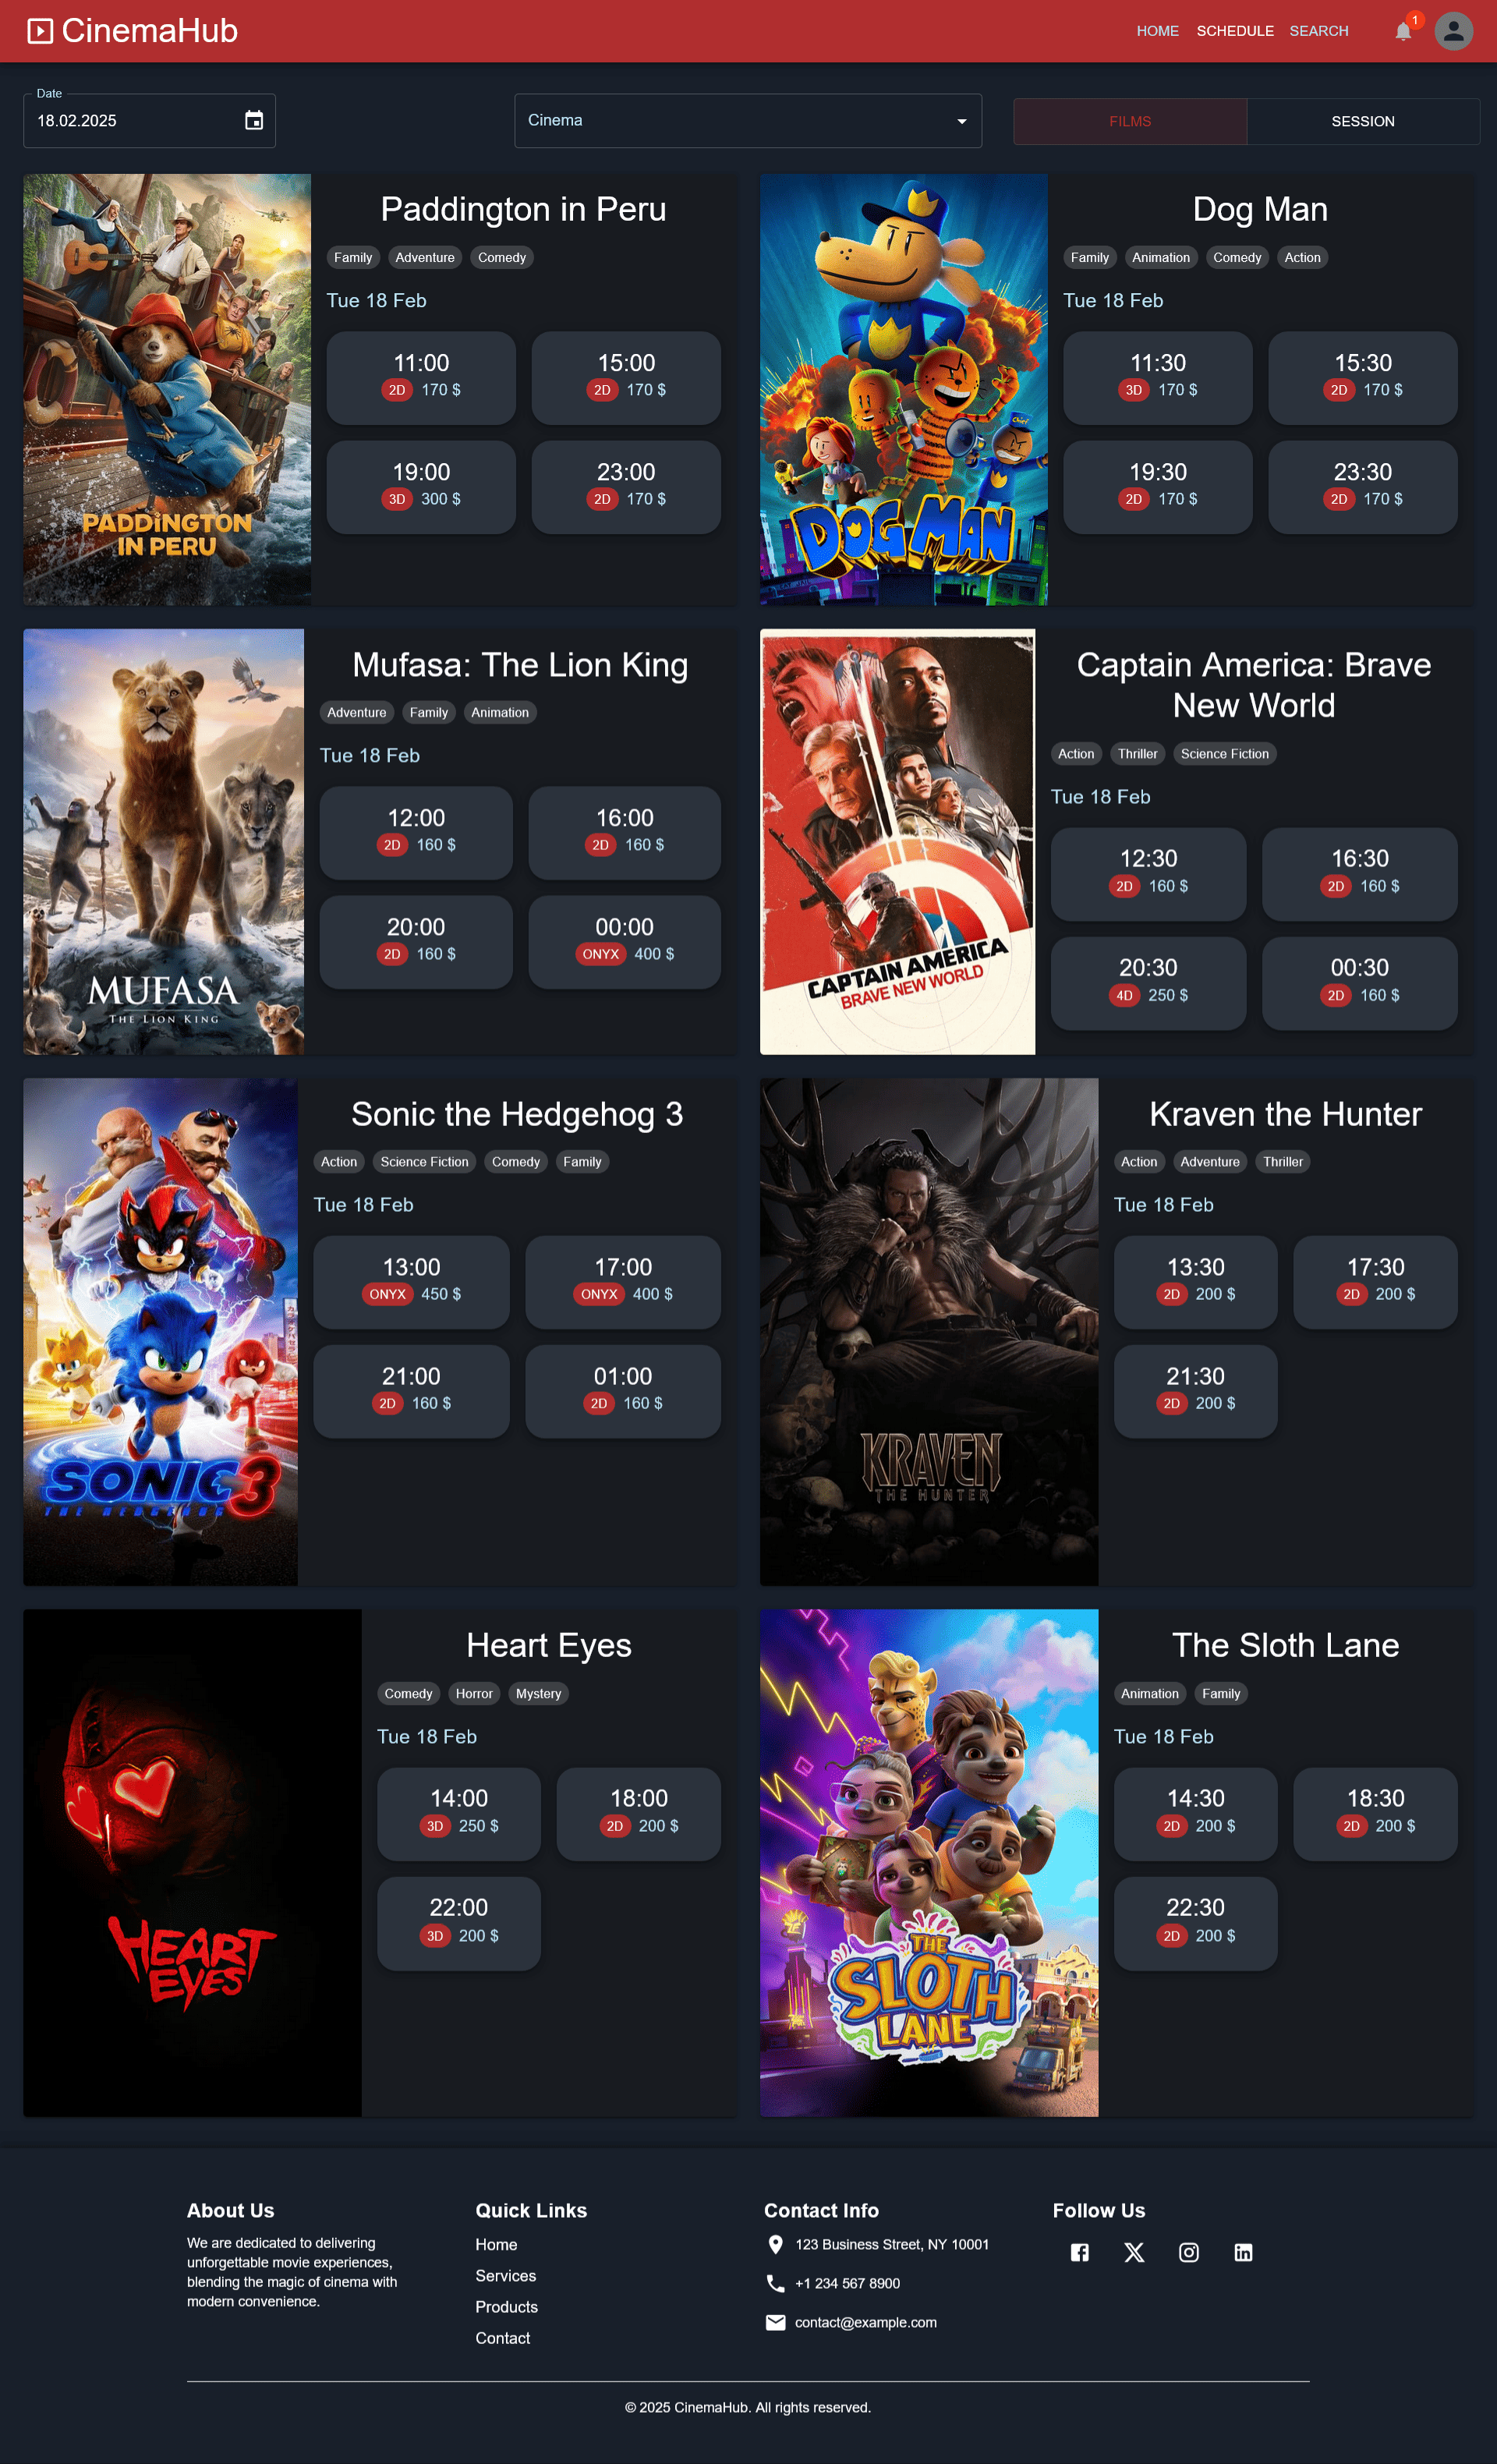 CinemaHub
HOME SCHEDULE SEARCH
1
Date
18.02.2025
Cinema
FILMS
SESSION
PADDINGTON
IN PERU
Paddington in Peru
Family Adventure Comedy
Tue 18 Feb
11:00
2D 170 $
15:00
2D 170 $
19:00
3D 300 $
23:00
2D 170 $
Chief
DOG MAN
Dog Man
Family Animation Comedy Action
Tue 18 Feb
11:30
3D 170 $
15:30
2D 170 $
19:30
2D 170 $
23:30
2D 170 $
MUFASA
THE LION KING
Mufasa: The Lion King
Adventure Family Animation
Tue 18 Feb
12:00
2D 160 $
16:00
2D 160 $
20:00
2D 160 $
00:00
ONYX 400 $
CAPTAIN AMERICA
BRAVE NEW WORLD
Captain America: Brave
New World
Action Thriller Science Fiction
Tue 18 Feb
12:30
2D 160 $
16:30
2D 160 $
20:30
4D 250 $
00:30
2D 160 $
SONIC 3
THE HEDGEHOG
Sonic the Hedgehog 3
Action Science Fiction Comedy Family
Tue 18 Feb
13:00
ONYX 450 $
17:00
ONYX 400 $
21:00
2D 160 $
01:00
2D 160 $
KRAVEN
THE HUNTER
Kraven the Hunter
Action Adventure Thriller
Tue 18 Feb
13:30
2D 200 $
17:30
2D 200 $
21:30
2D 200 $
HEART
EYES
Heart Eyes
Comedy Horror Mystery
Tue 18 Feb
14:00
3D 250 $
18:00
2D 200 $
22:00
3D 200 $
THE
SLOTH
LANE
The Sloth Lane
Animation Family
Tue 18 Feb
14:30
2D 200 $
18:30
2D 200 $
22:30
2D 200 $
About Us
We are dedicated to delivering
unforgettable movie experiences,
blending the magic of cinema with
modern convenience.
Quick Links
Home
Services
Products
Contact
Contact Info
123 Business Street, NY 10001
+1 234 567 8900
contact@example.com
Follow Us
© 2025 CinemaHub. All rights reserved.